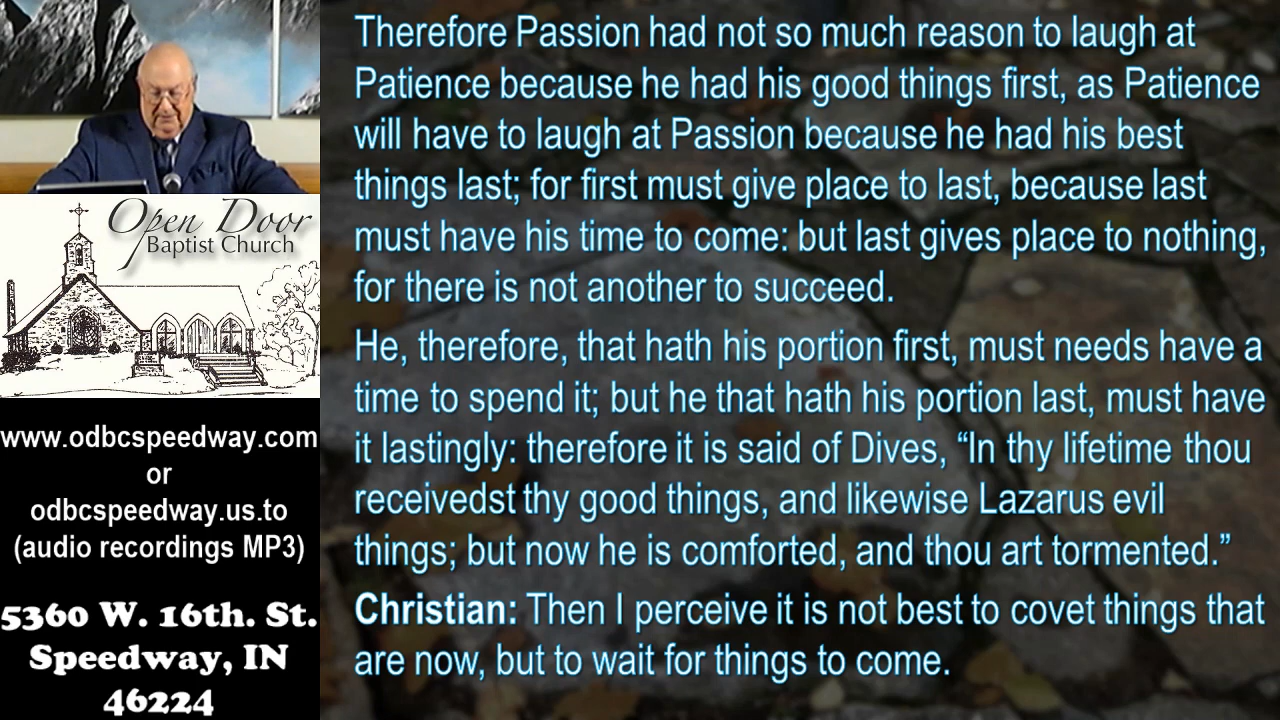 Therefore Passion had not so much reason to laugh at
Patience because he had his good things first, as Patience
will have to laugh at Passion because he had his best
things last; for first must give place to last, because last
must have his time to come: but last gives place to nothing,
for there is not another to succeed.
He, therefore, that hath his portion first, must needs have a
time to spend it; but he that hath his portion last, must have
it lastingly: therefore it is said of Dives, “In thy lifetime thou
receivedst thy good things, and likewise Lazarus evil
things; but now he is comforted, and thou art tormented.”
Christian: Then I perceive it is not best to covet things that
are now, but to wait for things to come.
Open Door
Baptist Church
www.odbcspeedway.com
or
odbcspeedway.us.to
(audio recordings MP3)
5360 W. 16th. St.
Speedway, IN
46224